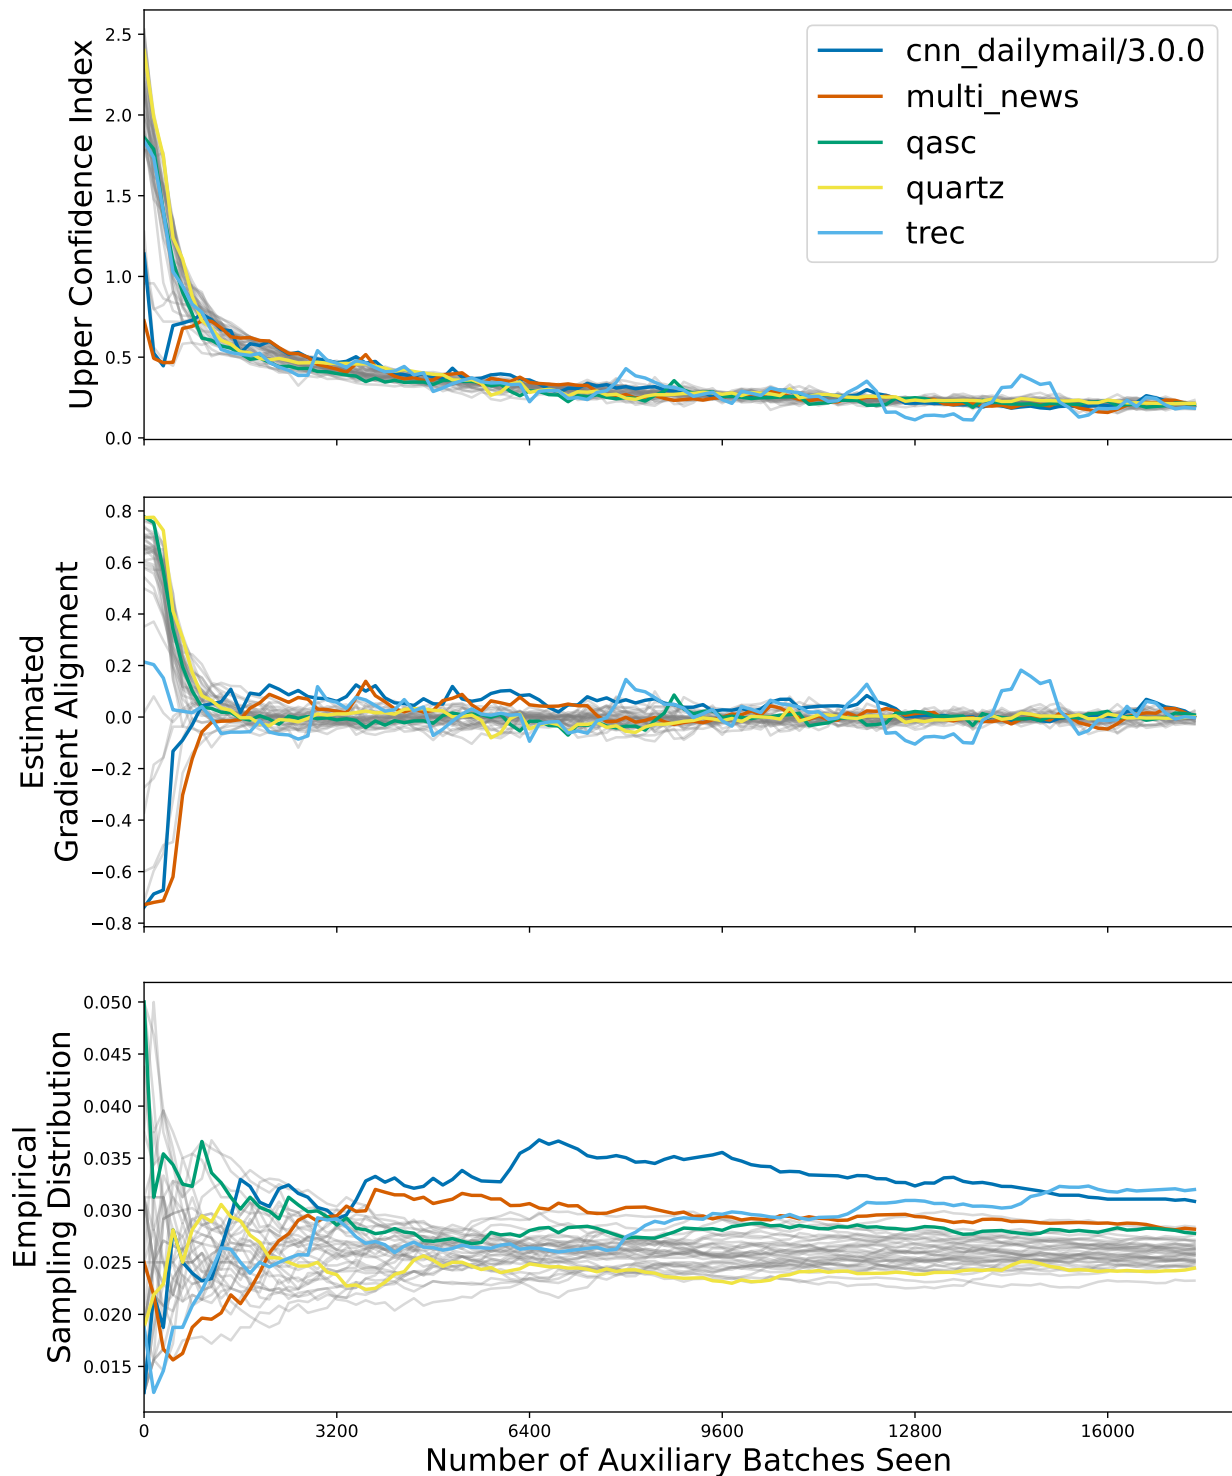 2.5
2.0
1.5
1.0
0.5
0.0
Upper Confidence Index
cnn_dailymail/3.0.0
multi_news
qasc
quartz
trec
0.8
0.6
0.4
0.2
0.0
−0.2
−0.4
−0.6
−0.8
Estimated
Gradient Alignment
0.050
0.045
0.040
0.035
0.030
0.025
0.020
0.015
Empirical
Sampling Distribution
0 3200 6400 9600 12800 16000
Number of Auxiliary Batches Seen